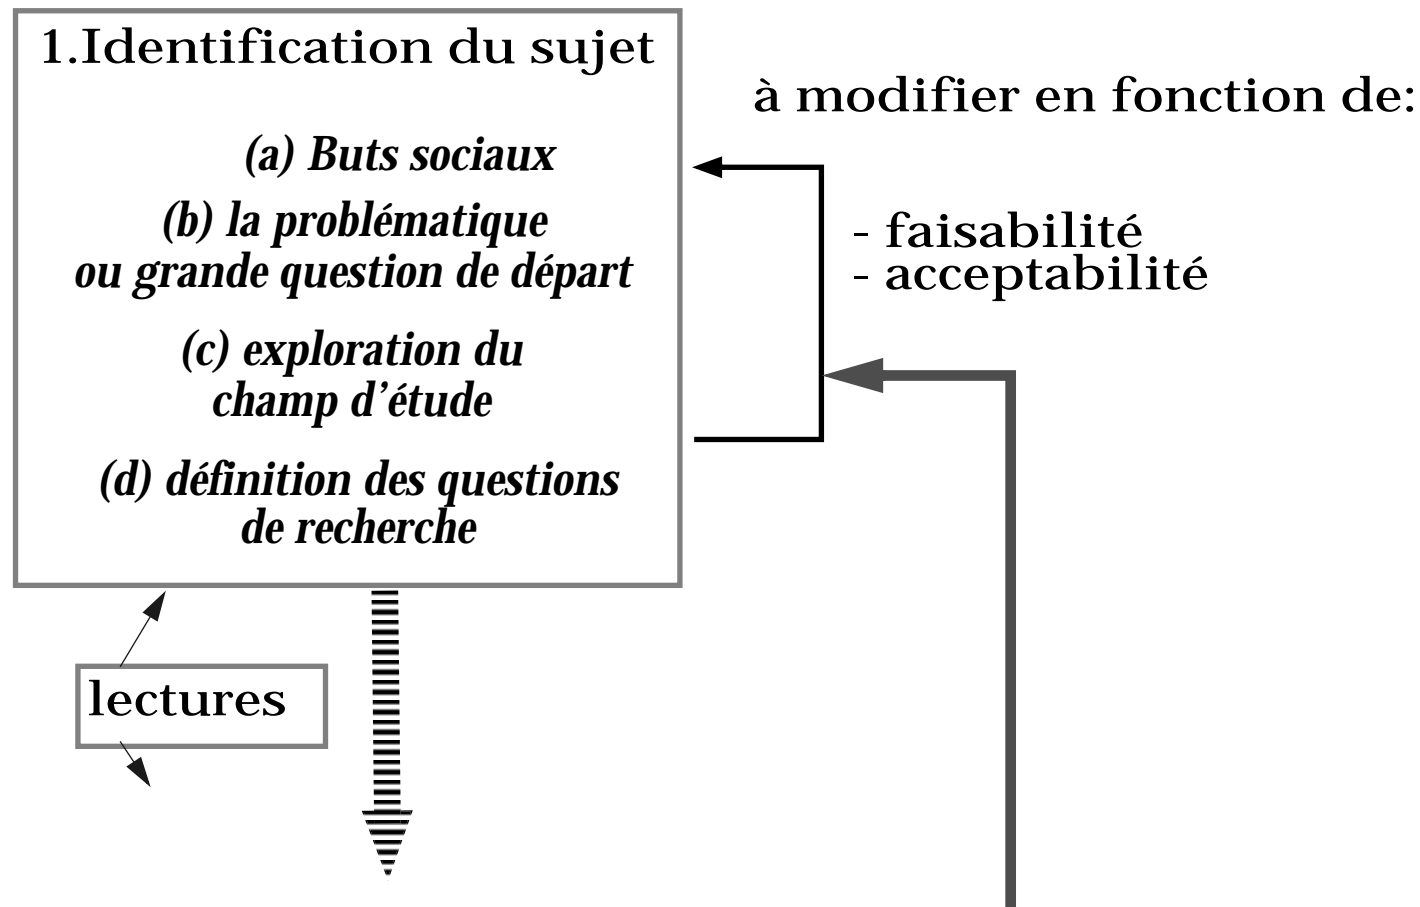 1.Identification du sujet
à modifier en fonction de:
(a) Buts sociaux
(b) la problématique
ou grande question de départ
- faisabilité
- acceptabilité
(c) exploration du
champ d’étude
(d) définition des questions
de recherche
lectures